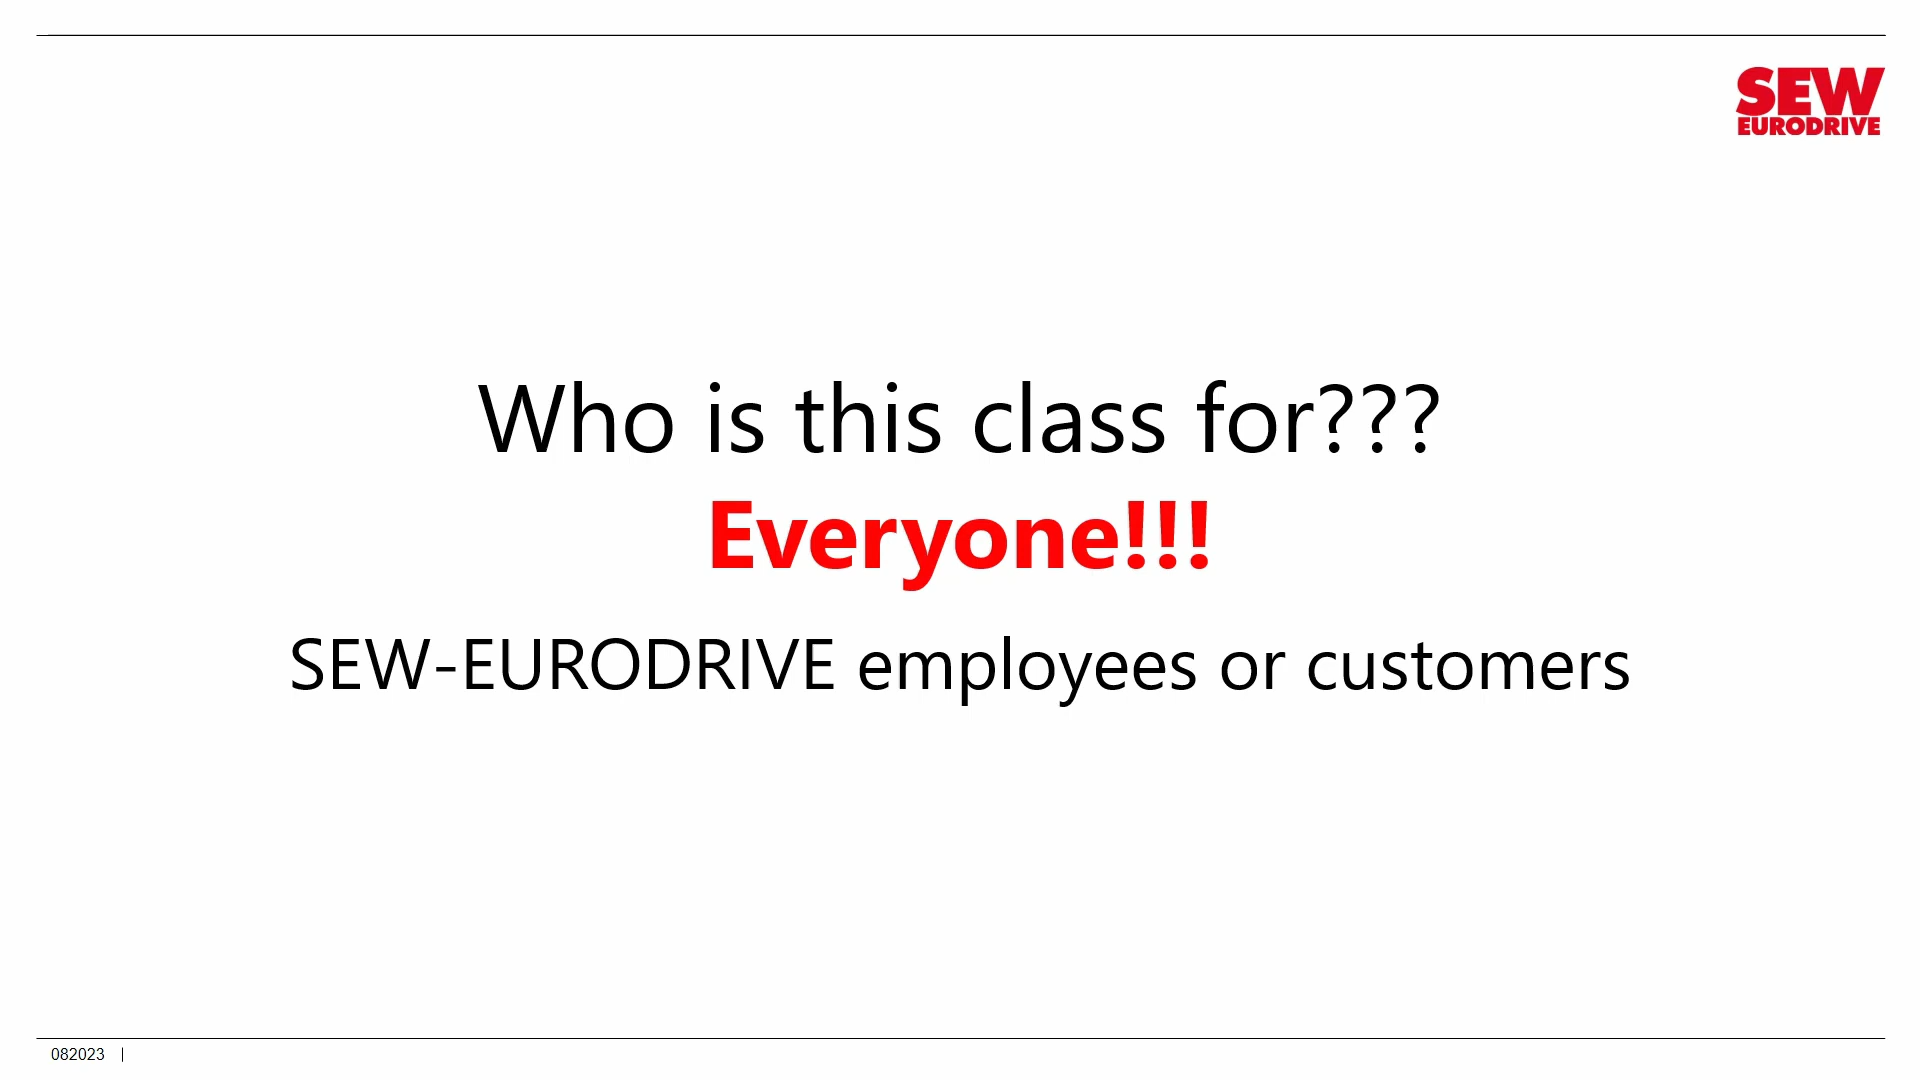 SEW
EURODRIVE
Who is this class for???
Everyone!!!
SEW-EURODRIVE employees or customers
082023 |